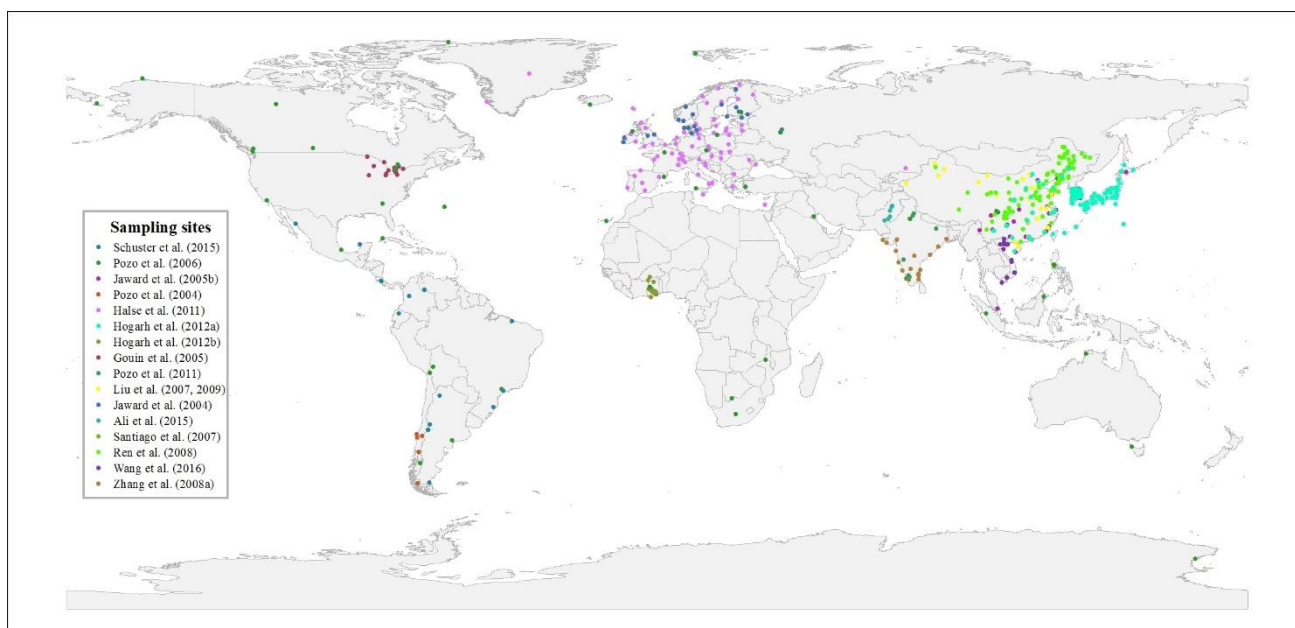 Sampling sites
Schuster et al. (2015)
Pozo et al. (2006)
Jaward et al. (2005b)
Pozo et al. (2004)
Halse et al. (2011)
Hogarh et al. (2012a)
Hogarh et al. (2012b)
Gouin et al. (2005)
Pozo et al. (2011)
Liu et al. (2007, 2009)
Jaward et al. (2004)
Ali et al. (2015)
Santiago et al. (2007)
Ren et al. (2008)
Wang et al. (2016)
Zhang et al. (2008a)